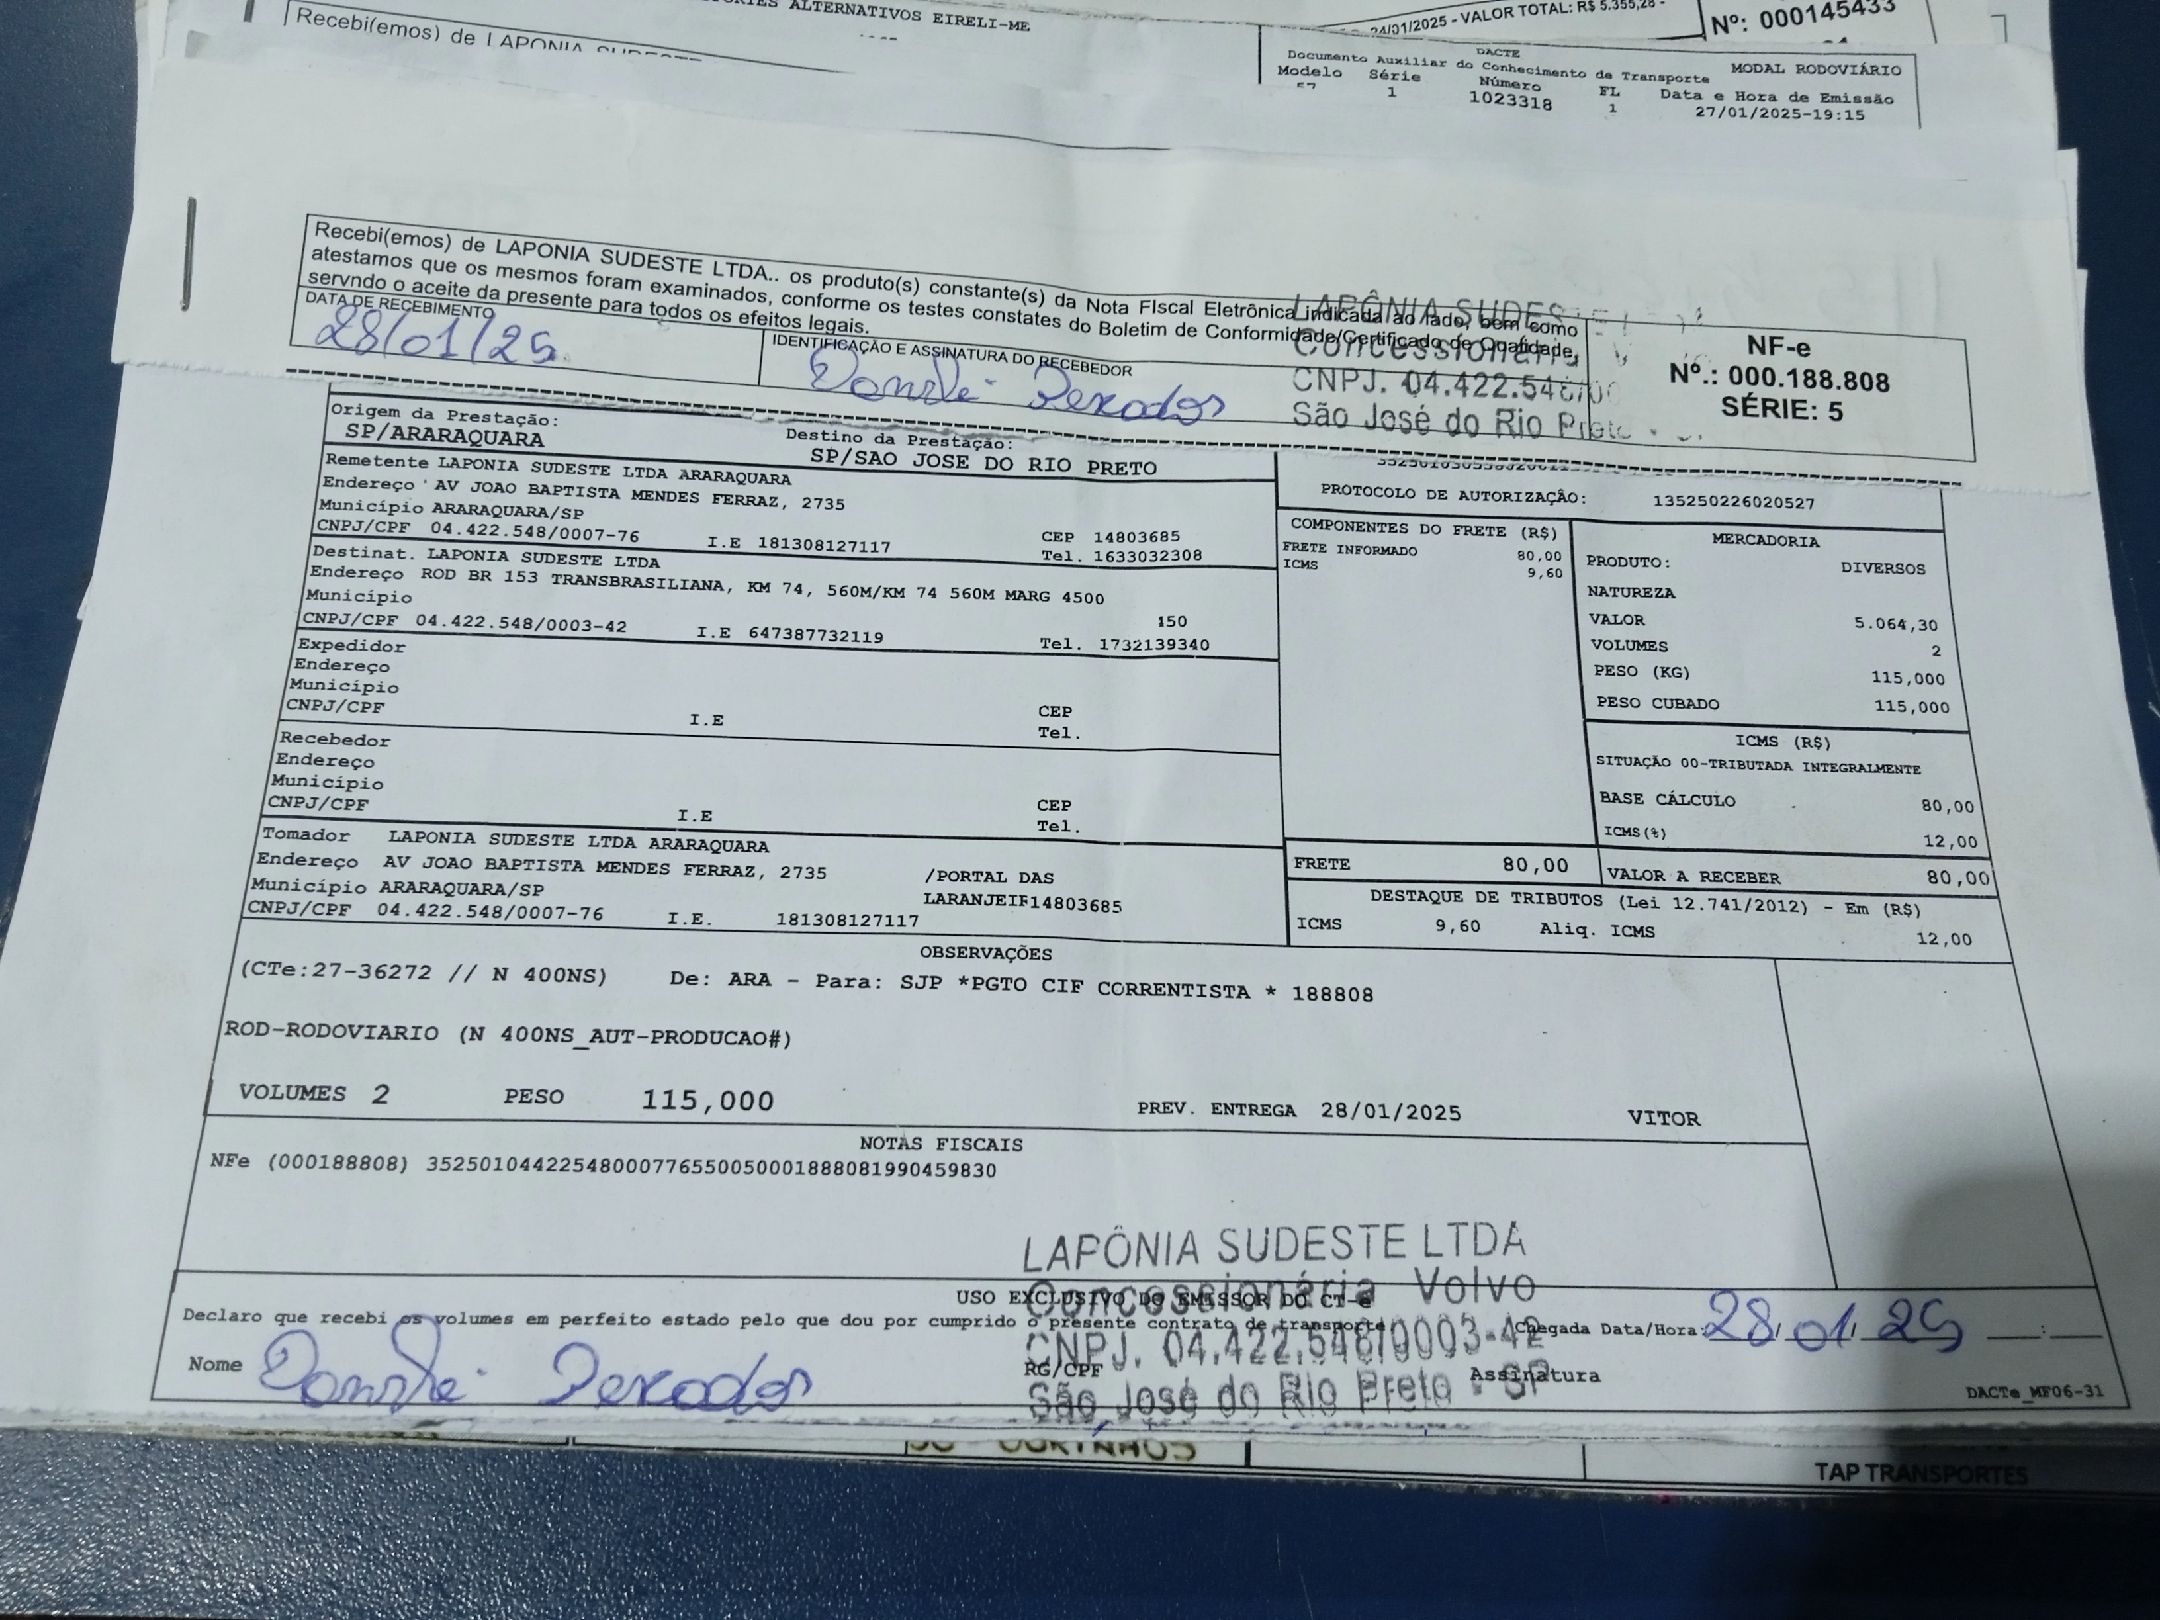 ALTERNATIVOS EIRELI-ME
Recebi(emos) de LAPONIA
24/01/2025 - VALOR TOTAL: R$ 5.355,28 -
Nº: 000145433
DACTE
Documento Auxiliar do Conhecimento de Transporte
MODAL RODOVIÁRIO
Modelo Série Número FL Data e Hora de Emissão
57 1 1023318 1 27/01/2025-19:15
Recebi(emos) de LAPONIA SUDESTE LTDA.. os produto(s) constante(s) da Nota FIscal Eletrônica indicada ao lado, bem como
atestamos que os mesmos foram examinados, conforme os testes constates do Boletim de Conformidade/Certificado de Qualidade,
servndo o aceite da presente para todos os efeitos legais.
DATA DE RECEBIMENTO
28/01/25
IDENTIFICAÇÃO E ASSINATURA DO RECEBEDOR
LAPÔNIA SUDES
Concessionária
CNPJ. 04.422.548/00
São José do Rio Preto
NF-e
Nº.: 000.188.808
SÉRIE: 5
Origem da Prestação:
SP/ARARAQUARA
Destino da Prestação:
SP/SAO JOSE DO RIO PRETO
Remetente LAPONIA SUDESTE LTDA ARARAQUARA
Endereço AV JOAO BAPTISTA MENDES FERRAZ, 2735
Município ARARAQUARA/SP CEP 14803685
CNPJ/CPF 04.422.548/0007-76 I.E 181308127117 Tel. 1633032308
Destinat. LAPONIA SUDESTE LTDA
Endereço ROD BR 153 TRANSBRASILIANA, KM 74, 560M/KM 74 560M MARG 4500
Município 150
CNPJ/CPF 04.422.548/0003-42 I.E 647387732119 Tel. 1732139340
Expedidor
Endereço
Município CEP
CNPJ/CPF I.E Tel.
Recebedor
Endereço
Município CEP
CNPJ/CPF I.E Tel.
Tomador LAPONIA SUDESTE LTDA ARARAQUARA
Endereço AV JOAO BAPTISTA MENDES FERRAZ, 2735 /PORTAL DAS
Município ARARAQUARA/SP LARANJEIF14803685
CNPJ/CPF 04.422.548/0007-76 I.E. 181308127117
PROTOCOLO DE AUTORIZAÇÃO: 135250226020527
COMPONENTES DO FRETE (R$)
FRETE INFORMADO 80,00
ICMS 9,60
MERCADORIA
PRODUTO: DIVERSOS
NATUREZA
VALOR 5.064,30
VOLUMES 2
PESO (KG) 115,000
PESO CUBADO 115,000
ICMS (R$)
SITUAÇÃO 00-TRIBUTADA INTEGRALMENTE
BASE CÁLCULO 80,00
ICMS(%) 12,00
FRETE 80,00
VALOR A RECEBER 80,00
DESTAQUE DE TRIBUTOS (Lei 12.741/2012) - Em (R$)
ICMS 9,60 Aliq. ICMS 12,00
OBSERVAÇÕES
(CTe:27-36272 // N 400NS) De: ARA - Para: SJP *PGTO CIF CORRENTISTA * 188808
ROD-RODOVIARIO (N 400NS_AUT-PRODUCAO#)
VOLUMES 2 PESO 115,000 PREV. ENTREGA 28/01/2025 VITOR
NOTAS FISCAIS
NFe (000188808) 35250104422548000776550050001888081990459830
LAPÔNIA SUDESTE LTDA
Concessionária Volvo
CNPJ. 04.422.548/0003-42
São José do Rio Preto - SP
USO EXCLUSIVO DO EMISSOR DO CT-e
Declaro que recebi os volumes em perfeito estado pelo que dou por cumprido o presente contrato de transporte
Chegada Data/Hora: 28/01/25 __:__
Nome RG/CPF Assinatura
DACTe_MF06-31
TAP TRANSPORTES